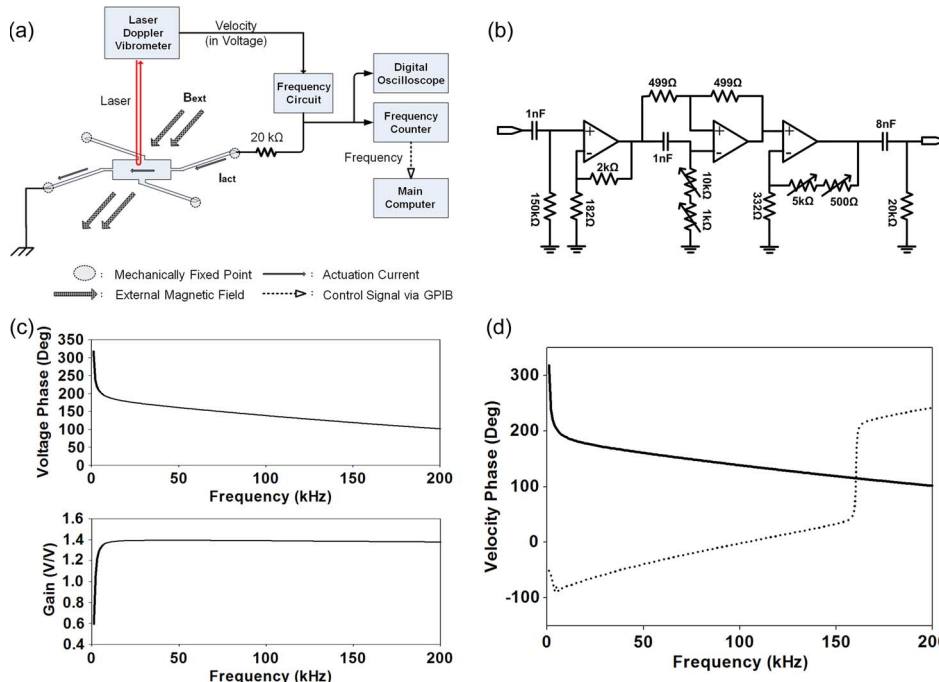 (a)
Laser
Doppler
Vibrometer
Velocity
(in Voltage)
Frequency
Circuit
Digital
Oscilloscope
Frequency
Counter
Frequency
Main
Computer
Laser
Bext
20 kΩ
Iact
: Mechanically Fixed Point
: Actuation Current
: External Magnetic Field
: Control Signal via GPIB
(b)
499Ω
499Ω
1nF
+
-
+
-
+
-
8nF
1nF
2kΩ
10kΩ
1kΩ
150kΩ
182Ω
332Ω
5kΩ
500Ω
20kΩ
(c)
Voltage Phase (Deg)
350
300
250
200
150
100
50
0
0
50
100
150
200
Frequency (kHz)
Gain (V/V)
1.6
1.4
1.2
1.0
0.8
0.6
0.4
0
50
100
150
200
Frequency (kHz)
(d)
Velocity Phase (Deg)
300
200
100
0
-100
0
50
100
150
200
Frequency (kHz)